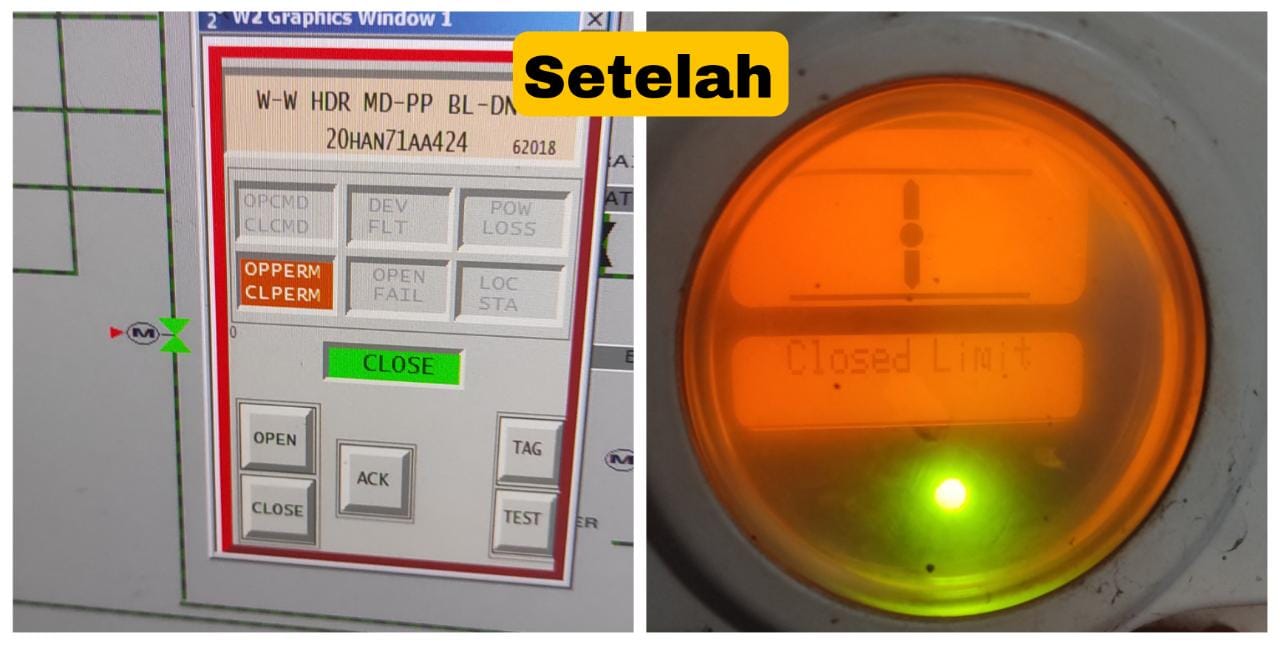 Setelah
2 W2 Graphics Window 1
W-W HDR MD-PP BL-DN
20HAN71AA424 62018
OPCMD
CLCMD
DEV
FLT
POW
LOSS
OPPERM
CLPERM
OPEN
FAIL
LOC
STA
0
CLOSE
OPEN
CLOSE
ACK
TAG
TEST
M
M
ER
Closed Limit